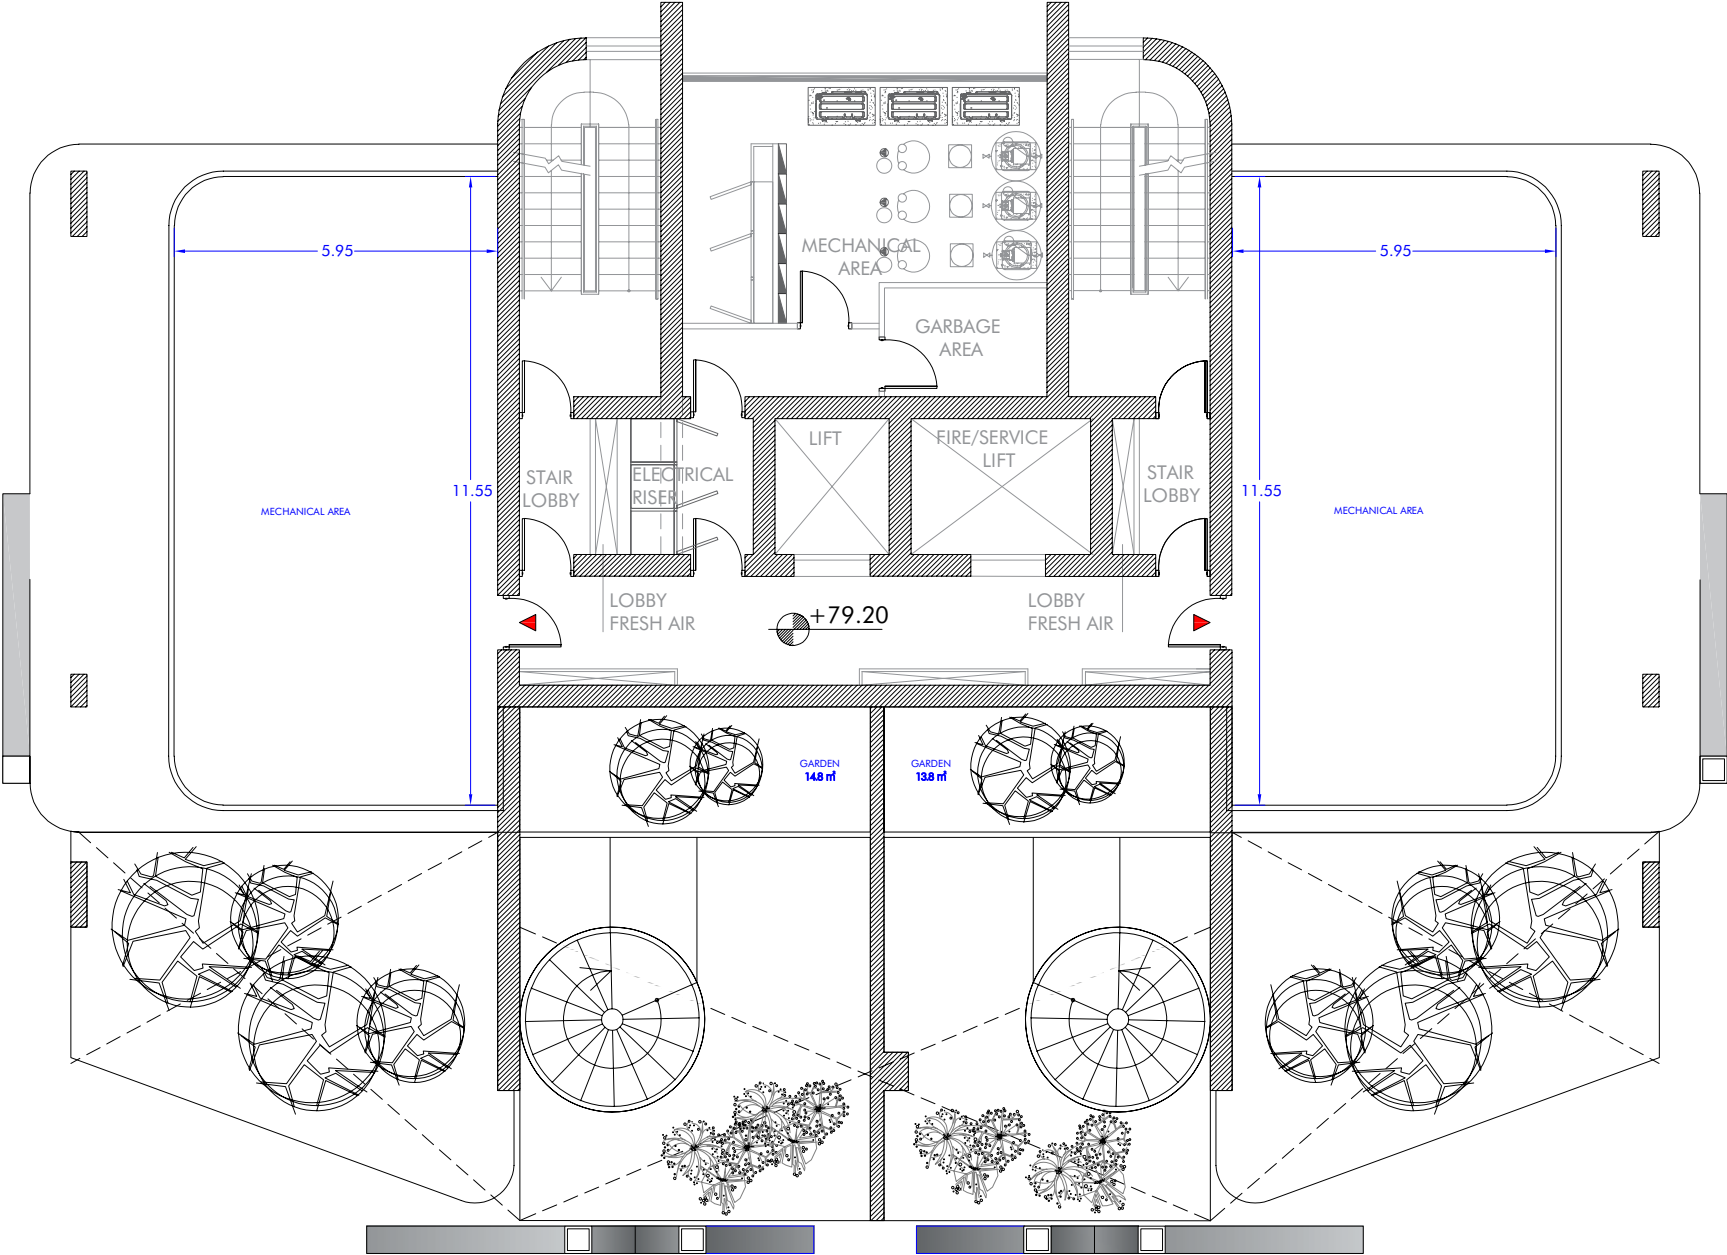 MECHANICAL
AREA
5.95
5.95
GARBAGE
AREA
LIFT
FIRE/SERVICE
LIFT
STAIR
LOBBY
ELECTRICAL
RISER
STAIR
LOBBY
11.55
11.55
MECHANICAL AREA
MECHANICAL AREA
LOBBY
FRESH AIR
+79.20
LOBBY
FRESH AIR
GARDEN
14.8 m²
GARDEN
13.8 m²